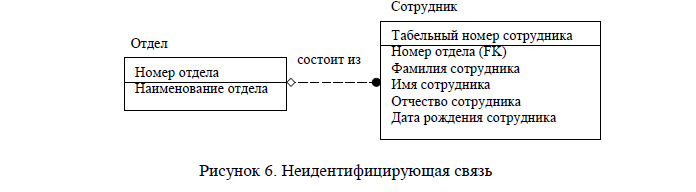 Отдел
Номер отдела
Наименование отдела
состоит из
Сотрудник
Табельный номер сотрудника
Номер отдела (FK)
Фамилия сотрудника
Имя сотрудника
Отчество сотрудника
Дата рождения сотрудника
Рисунок 6. Неидентифицирующая связь